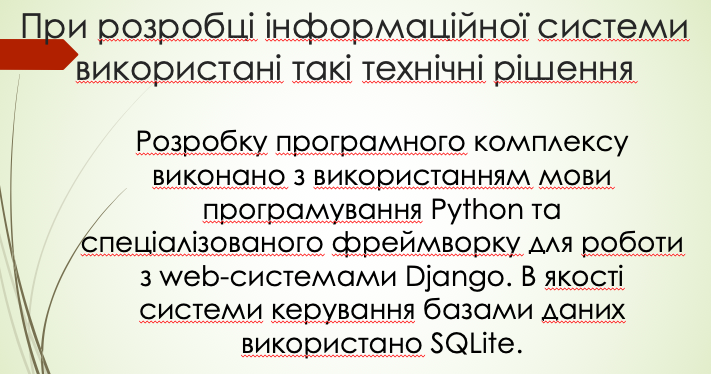 При розробці інформаційної системи
використані такі технічні рішення
Розробку програмного комплексу
виконано з використанням мови
програмування Python та
спеціалізованого фреймворку для роботи
з web-системами Django. В якості
системи керування базами даних
використано SQLite.